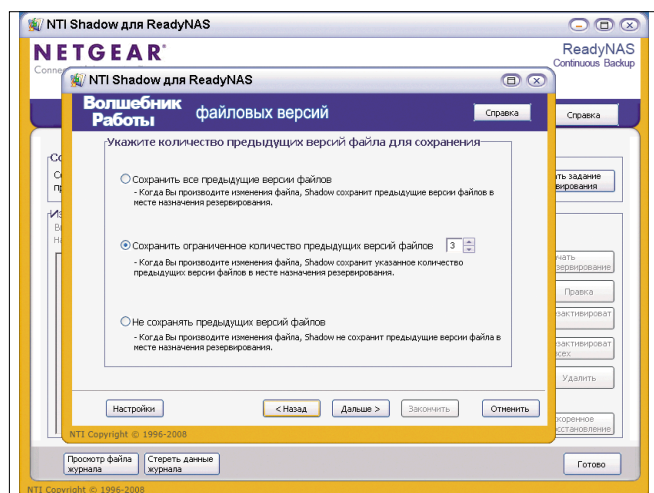 NTI Shadow для ReadyNAS
NETGEAR®
ReadyNAS
Continuous Backup
NTI Shadow для ReadyNAS
Волшебник
Работы
файловых версий
Справка
Справка
Укажите количество предыдущих версий файла для сохранения
Сохранить все предыдущие версии файлов
- Когда Вы производите изменения файла, Shadow сохранит предыдущие версии файлов в
месте назначения резервирования.
Сохранить ограниченное количество предыдущих версий файлов 3
- Когда Вы производите изменения файла, Shadow сохранит указанное количество
предыдущих версии файлов в месте назначения резервирования.
Не сохранять предыдущих версий файлов
- Когда Вы производите изменения файла, Shadow не сохранит предыдущие версии файла в
месте назначения резервирования.
задание
Правка
Удалить
Настройки
< Назад
Дальше >
Закончить
Отменить
NTI Copyright © 1996-2008
Просмотр файла
журнала
Стереть данные
журнала
Готово
NTI Copyright © 1996-2008